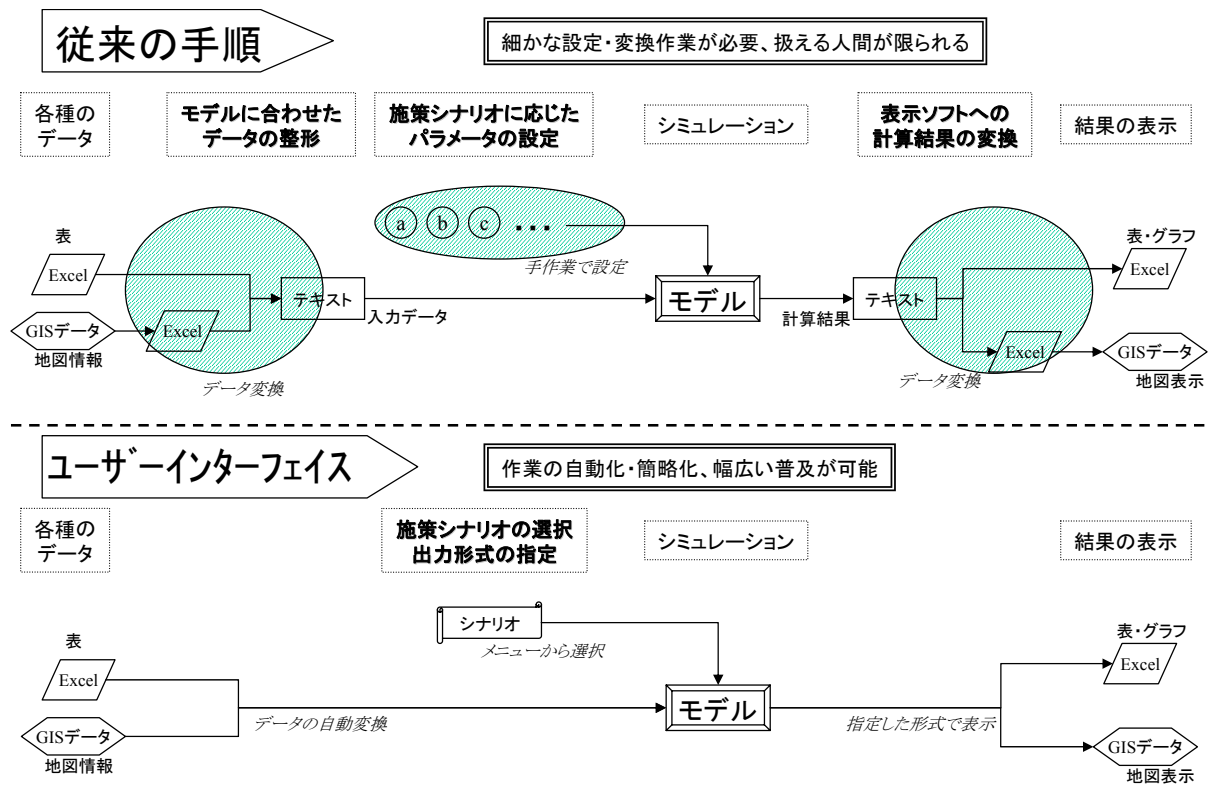 従来の手順
細かな設定・変換作業が必要、扱える人間が限られる
各種の
データ
モデルに合わせた
データの整形
施策シナリオに応じた
パラメータの設定
シミュレーション
表示ソフトへの
計算結果の変換
結果の表示
a b c …
手作業で設定
表
Excel
GISデータ
地図情報
Excel
テキスト
入力データ
データ変換
モデル
計算結果
テキスト
Excel
データ変換
表・グラフ
Excel
GISデータ
地図表示
ユーザーインターフェイス
作業の自動化・簡略化、幅広い普及が可能
各種の
データ
施策シナリオの選択
出力形式の指定
シミュレーション
結果の表示
シナリオ
メニューから選択
表
Excel
GISデータ
地図情報
データの自動変換
モデル
指定した形式で表示
表・グラフ
Excel
GISデータ
地図表示